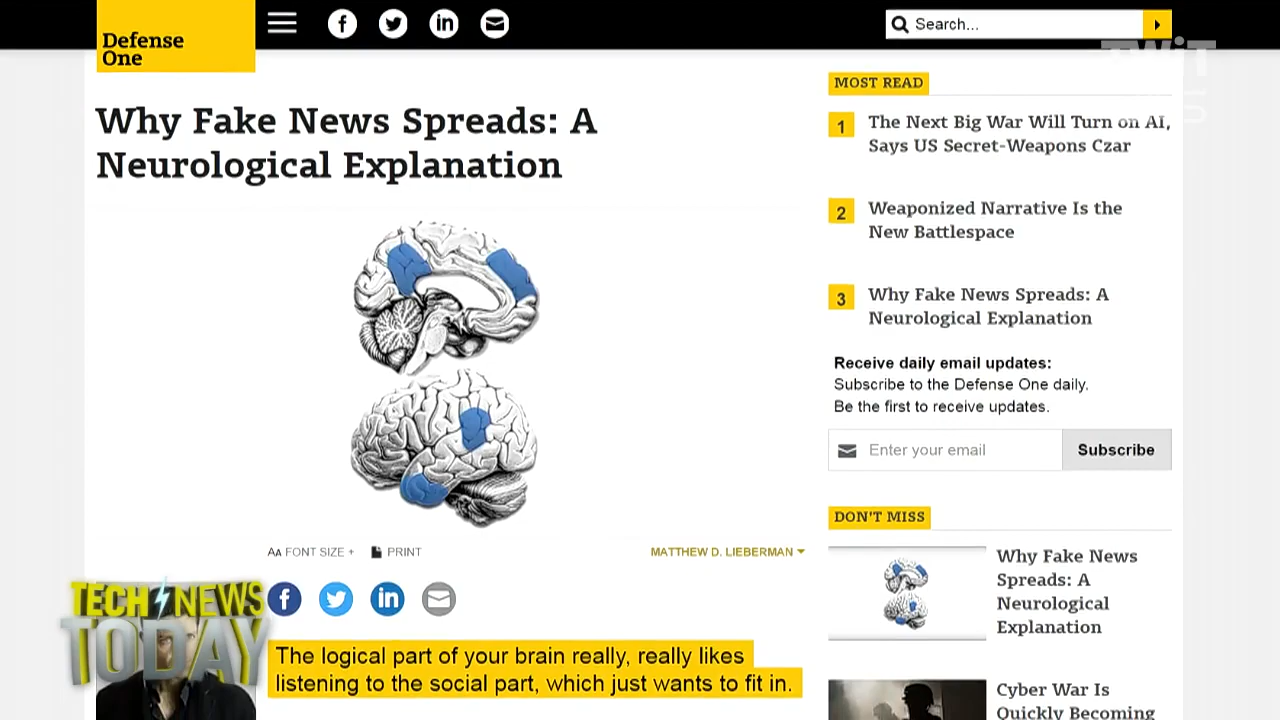 Defense
One
Search...
TWiT
Why Fake News Spreads: A
Neurological Explanation
AA FONT SIZE +
PRINT
MATTHEW D. LIEBERMAN
TECH NEWS
TODAY
The logical part of your brain really, really likes
listening to the social part, which just wants to fit in.
MOST READ
1
The Next Big War Will Turn on AI,
Says US Secret-Weapons Czar
2
Weaponized Narrative Is the
New Battlespace
3
Why Fake News Spreads: A
Neurological Explanation
Receive daily email updates:
Subscribe to the Defense One daily.
Be the first to receive updates.
Enter your email
Subscribe
DON'T MISS
Why Fake News
Spreads: A
Neurological
Explanation
Cyber War Is
Quickly Becoming